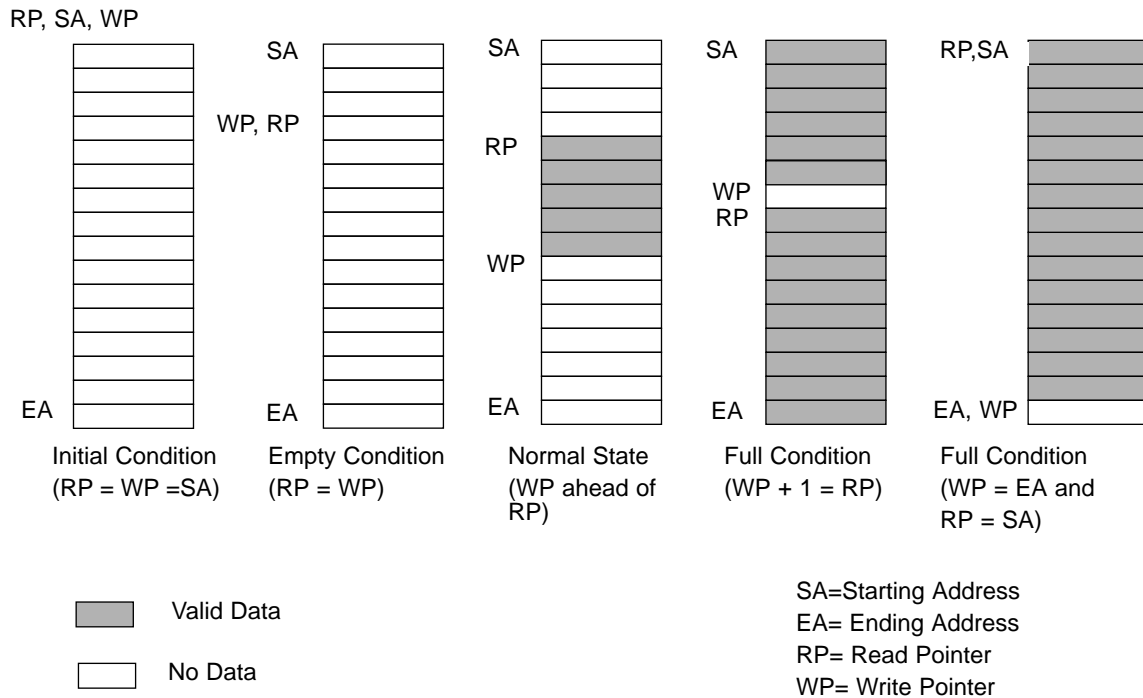 RP, SA, WP
EA
Initial Condition
(RP = WP =SA)
SA
WP, RP
EA
Empty Condition
(RP = WP)
SA
RP
WP
EA
Normal State
(WP ahead of
RP)
SA
WP
RP
EA
Full Condition
(WP + 1 = RP)
RP,SA
EA, WP
Full Condition
(WP = EA and
RP = SA)
Valid Data
No Data
SA=Starting Address
EA= Ending Address
RP= Read Pointer
WP= Write Pointer